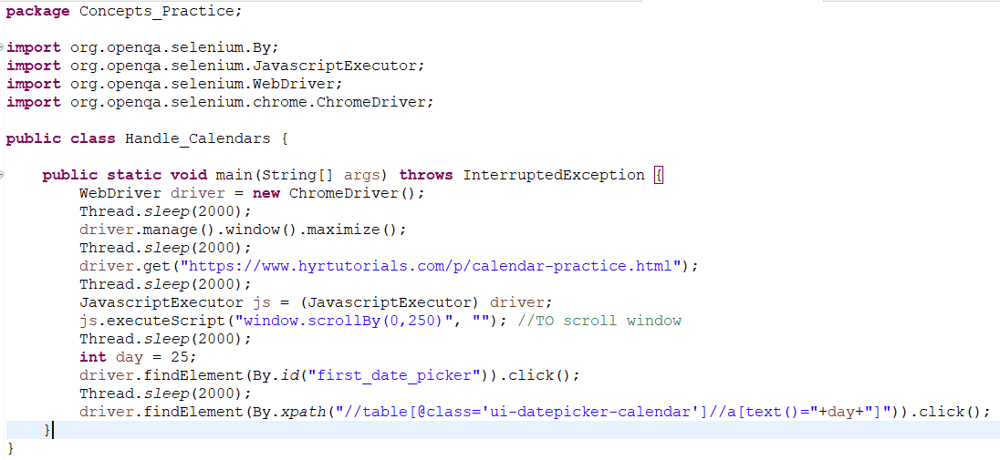 package Concepts_Practice;
import org.openqa.selenium.By;
import org.openqa.selenium.JavascriptExecutor;
import org.openqa.selenium.WebDriver;
import org.openqa.selenium.chrome.ChromeDriver;
public class Handle_Calendars {
public static void main(String[] args) throws InterruptedException {
WebDriver driver = new ChromeDriver();
Thread.sleep(2000);
driver.manage().window().maximize();
Thread.sleep(2000);
driver.get("https://www.hyrtutorials.com/p/calendar-practice.html");
Thread.sleep(2000);
JavascriptExecutor js = (JavascriptExecutor) driver;
js.executeScript("window.scrollBy(0,250)", ""); //TO scroll window
Thread.sleep(2000);
int day = 25;
driver.findElement(By.id("first_date_picker")).click();
Thread.sleep(2000);
driver.findElement(By.xpath("//table[@class='ui-datepicker-calendar']//a[text()="+day+"]")).click();
}
}